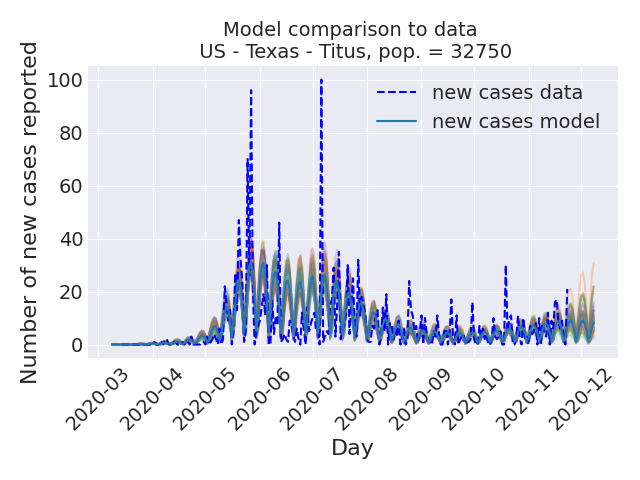 Model comparison to data
US - Texas - Titus, pop. = 32750
Number of new cases reported
100
80
60
40
20
0
new cases data
new cases model
2020-03
2020-04
2020-05
2020-06
2020-07
2020-08
2020-09
2020-10
2020-11
2020-12
Day